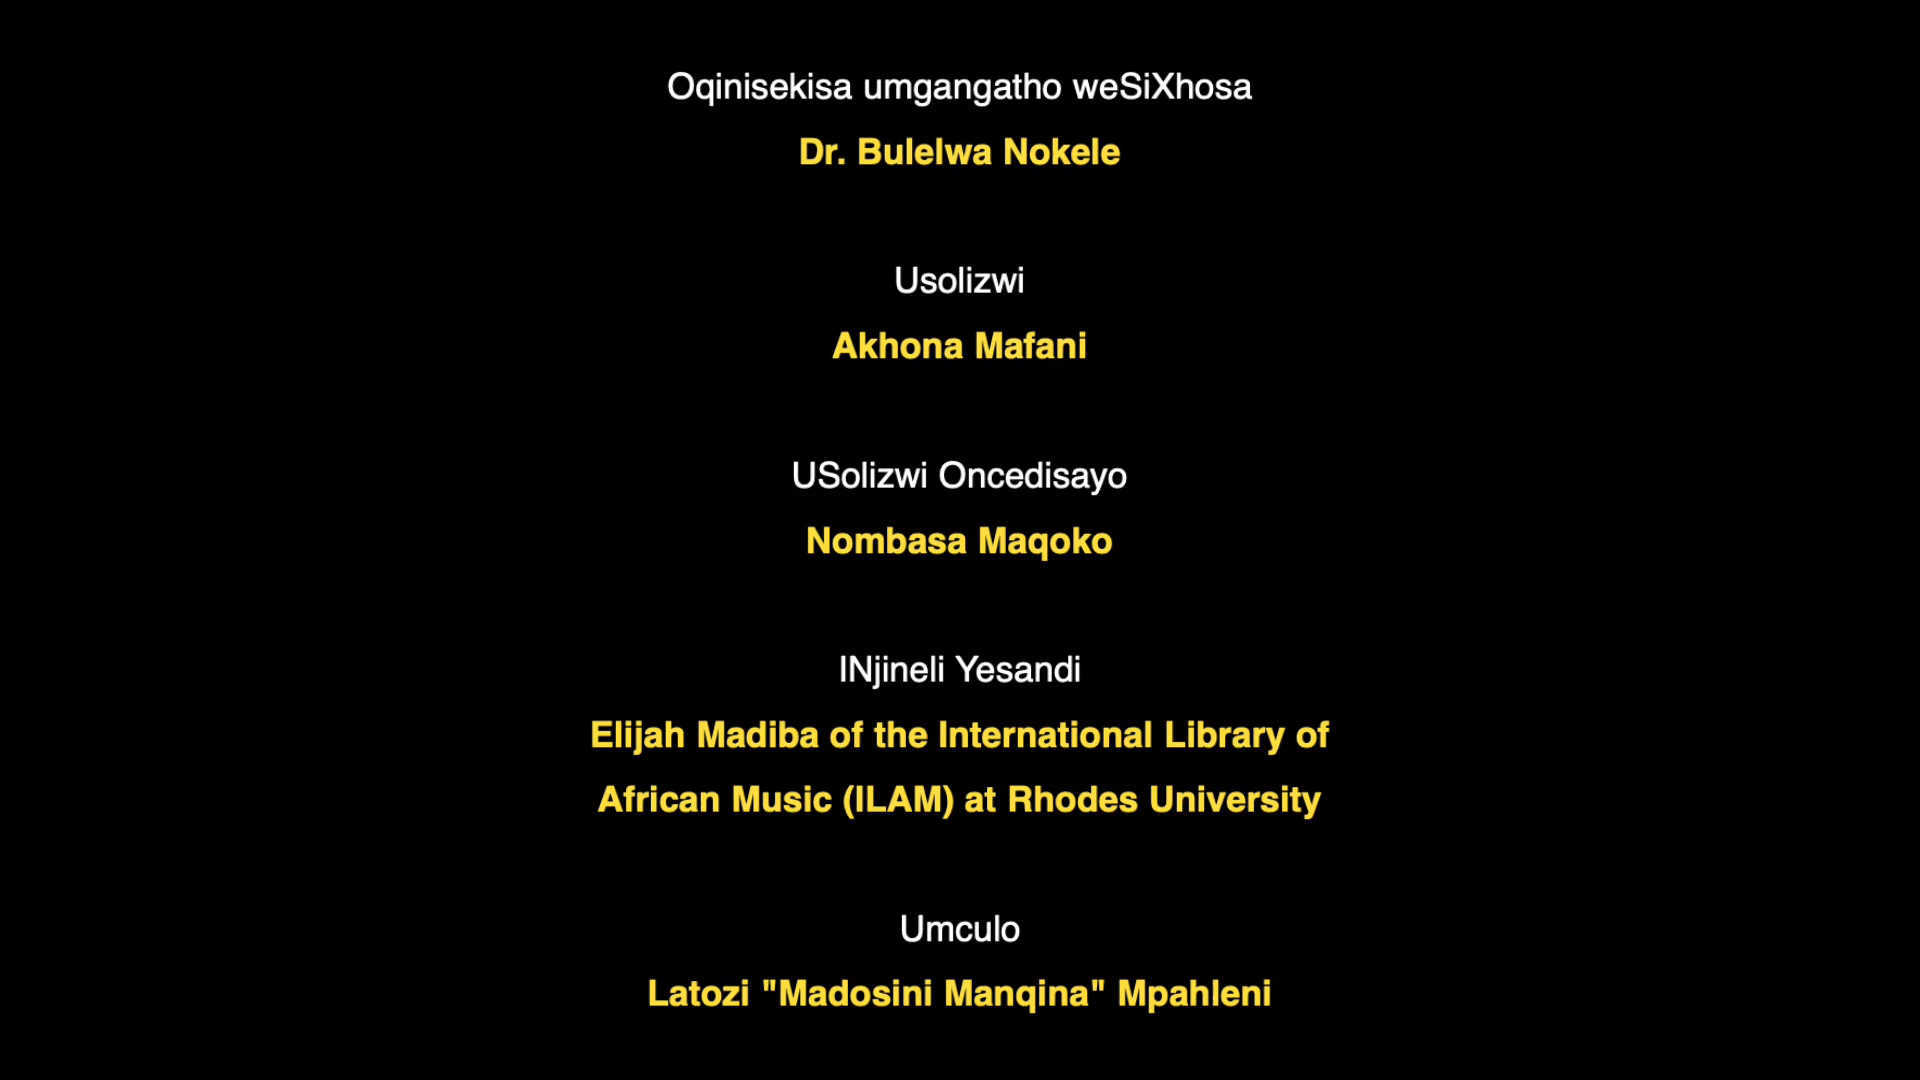 Oqinisekisa umgangatho weSiXhosa
Dr. Bulelwa Nokele
Usolizwi
Akhona Mafani
USolizwi Oncedisayo
Nombasa Maqoko
INjineli Yesandi
Elijah Madiba of the International Library of
African Music (ILAM) at Rhodes University
Umculo
Latozi "Madosini Manqina" Mpahleni